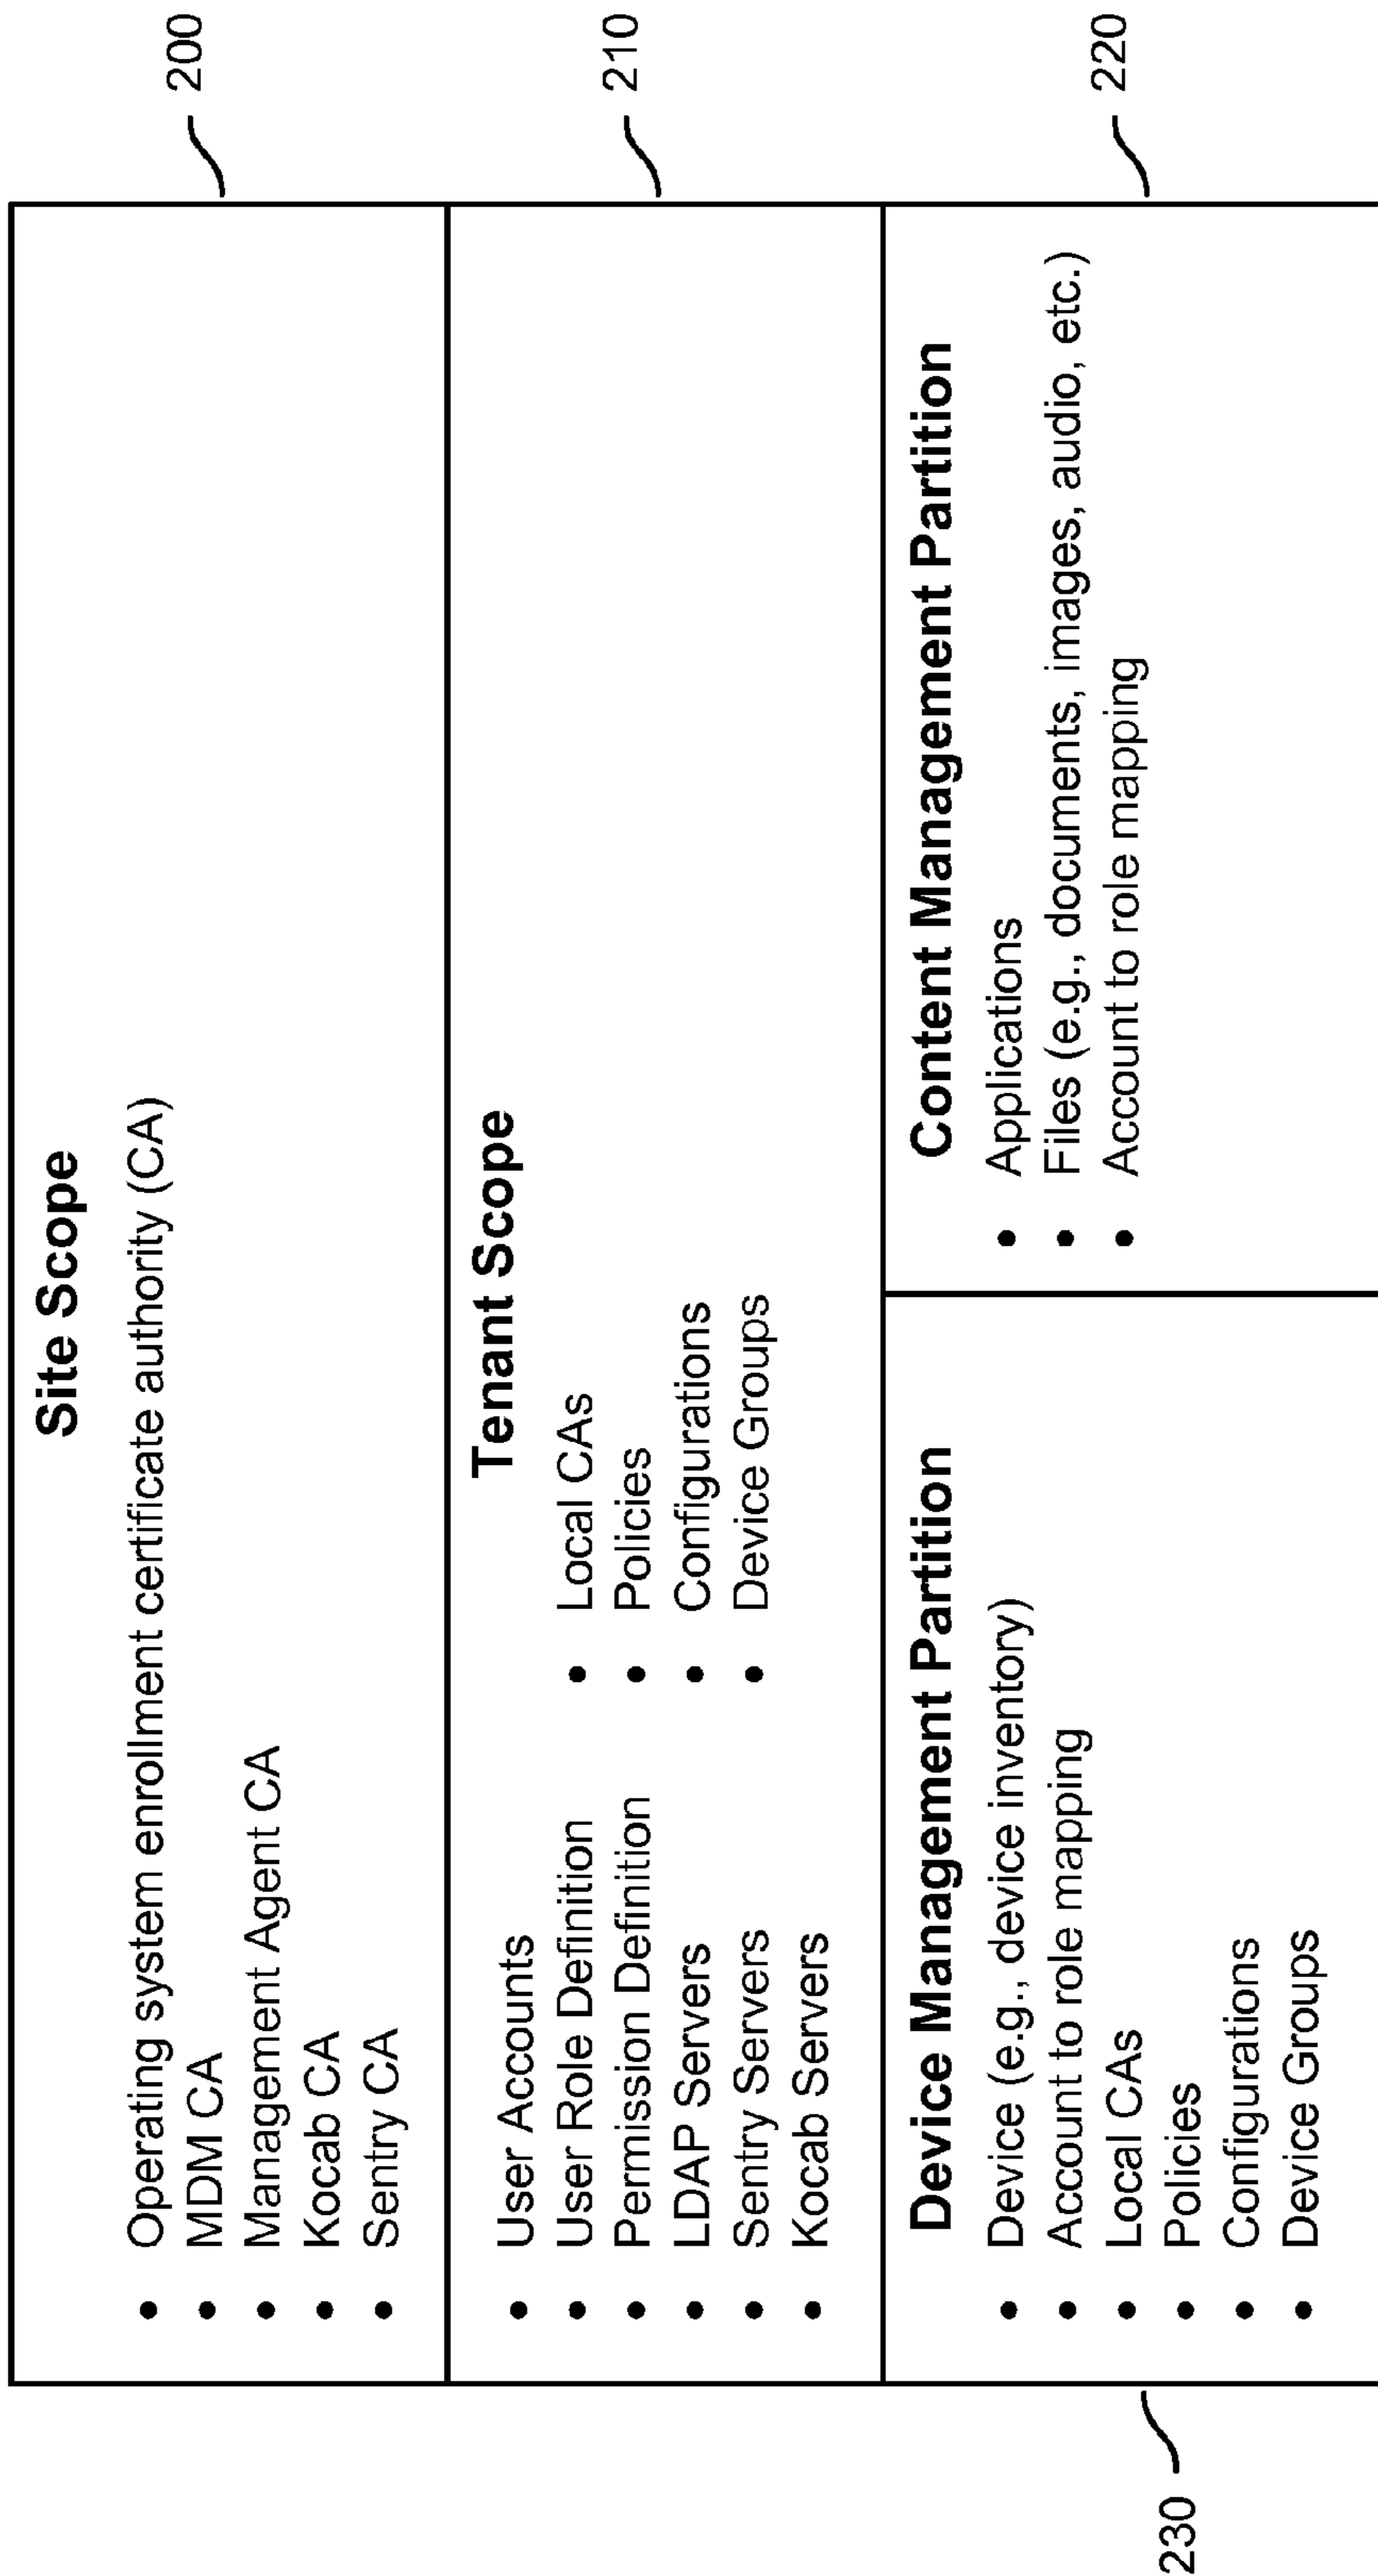 Site Scope
• Operating system enrollment certificate authority (CA)
• MDM CA
• Management Agent CA
• Kocab CA
• Sentry CA
200
Tenant Scope
• User Accounts
• User Role Definition
• Permission Definition
• LDAP Servers
• Sentry Servers
• Kocab Servers
• Local CAs
• Policies
• Configurations
• Device Groups
210
Device Management Partition
• Device (e.g., device inventory)
• Account to role mapping
• Local CAs
• Policies
• Configurations
• Device Groups
230
Content Management Partition
• Applications
• Files (e.g., documents, images, audio, etc.)
• Account to role mapping
220